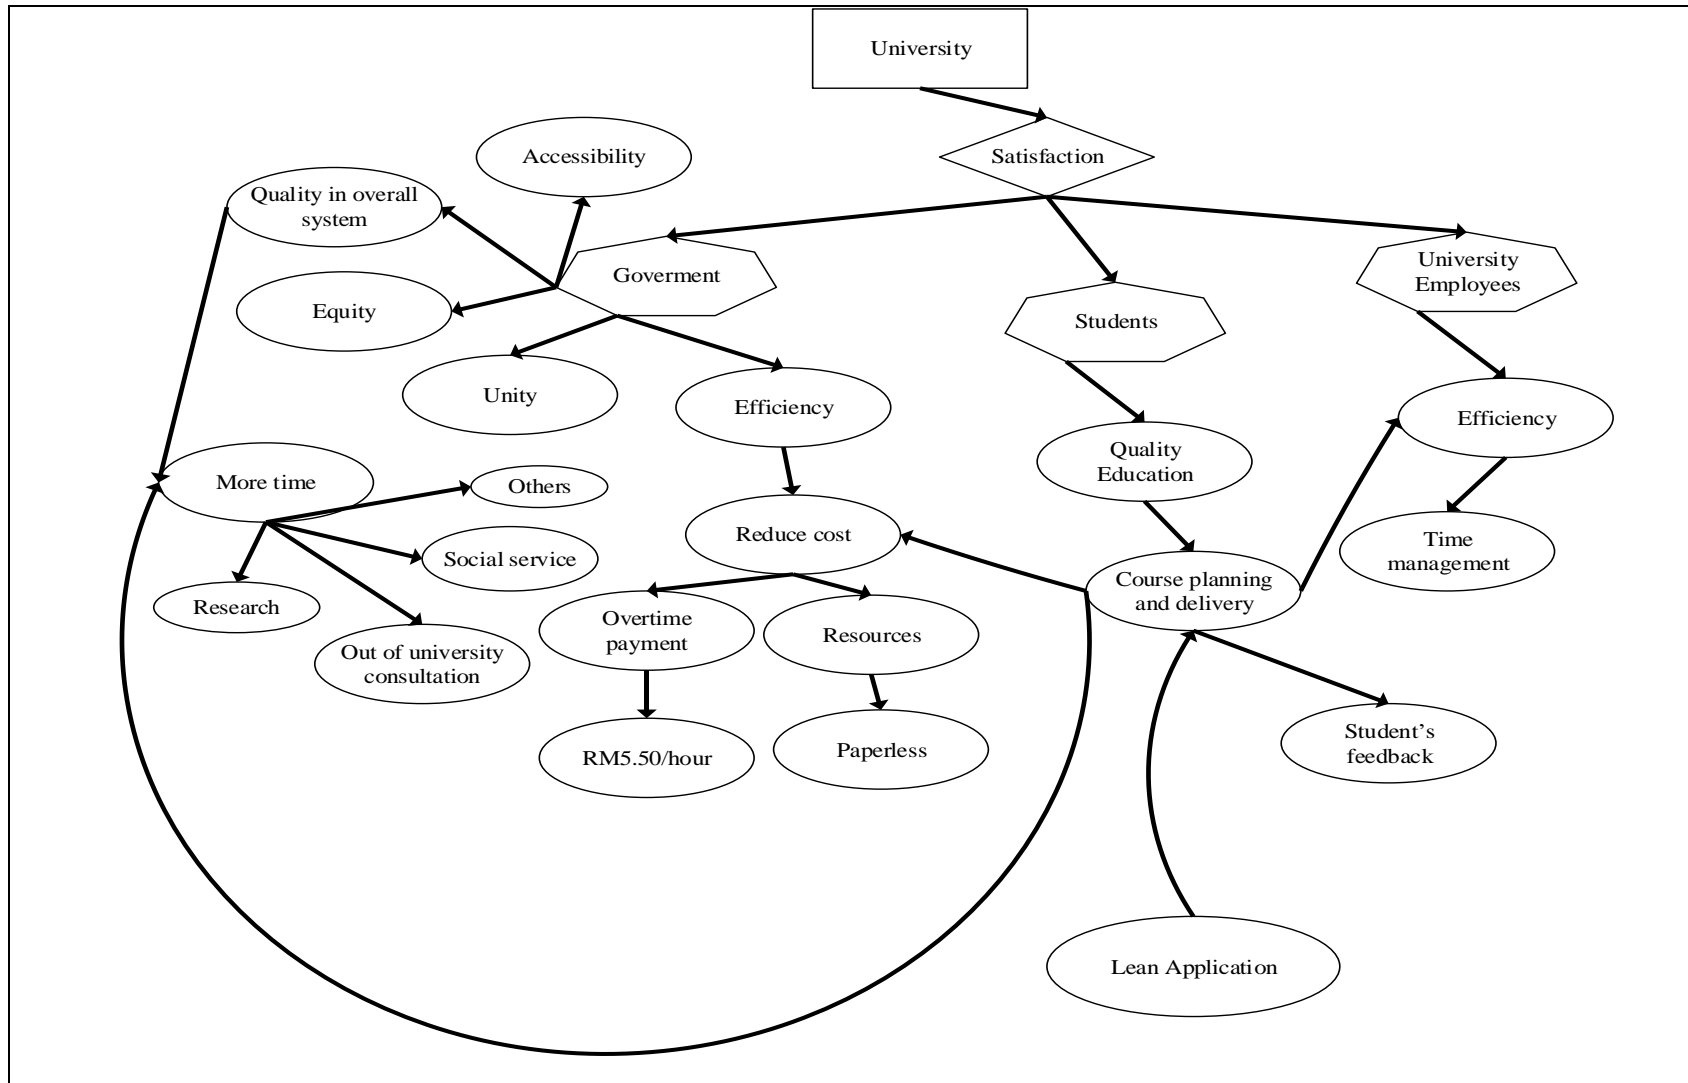 University
Accessibility
Satisfaction
Quality in overall
system
Goverment
University
Employees
Equity
Students
Unity
Efficiency
Efficiency
Quality
Education
More time
Others
Reduce cost
Time
management
Social service
Course planning
and delivery
Research
Overtime
payment
Resources
Out of university
consultation
Student’s
feedback
RM5.50/hour
Paperless
Lean Application